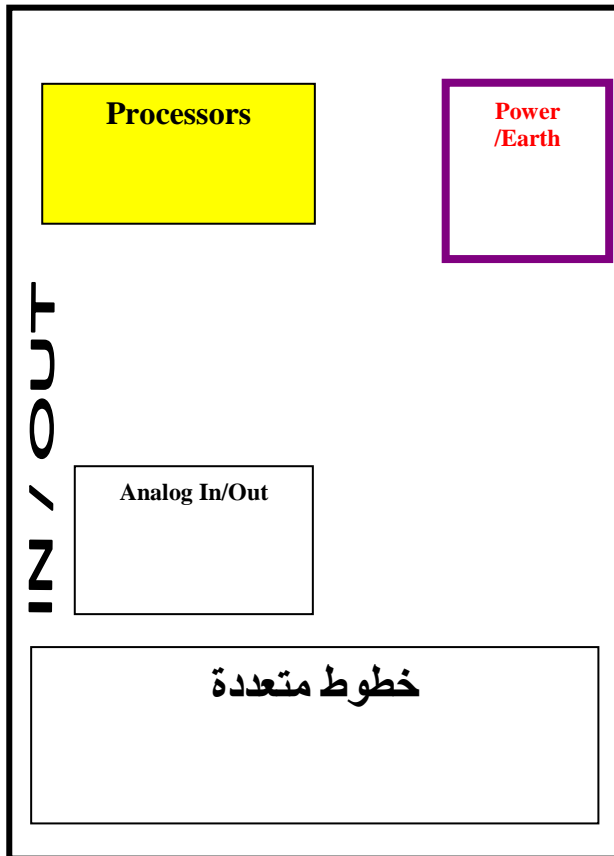 Processors
Power
/Earth
IN / OUT
Analog In/Out
خطوط متعددة